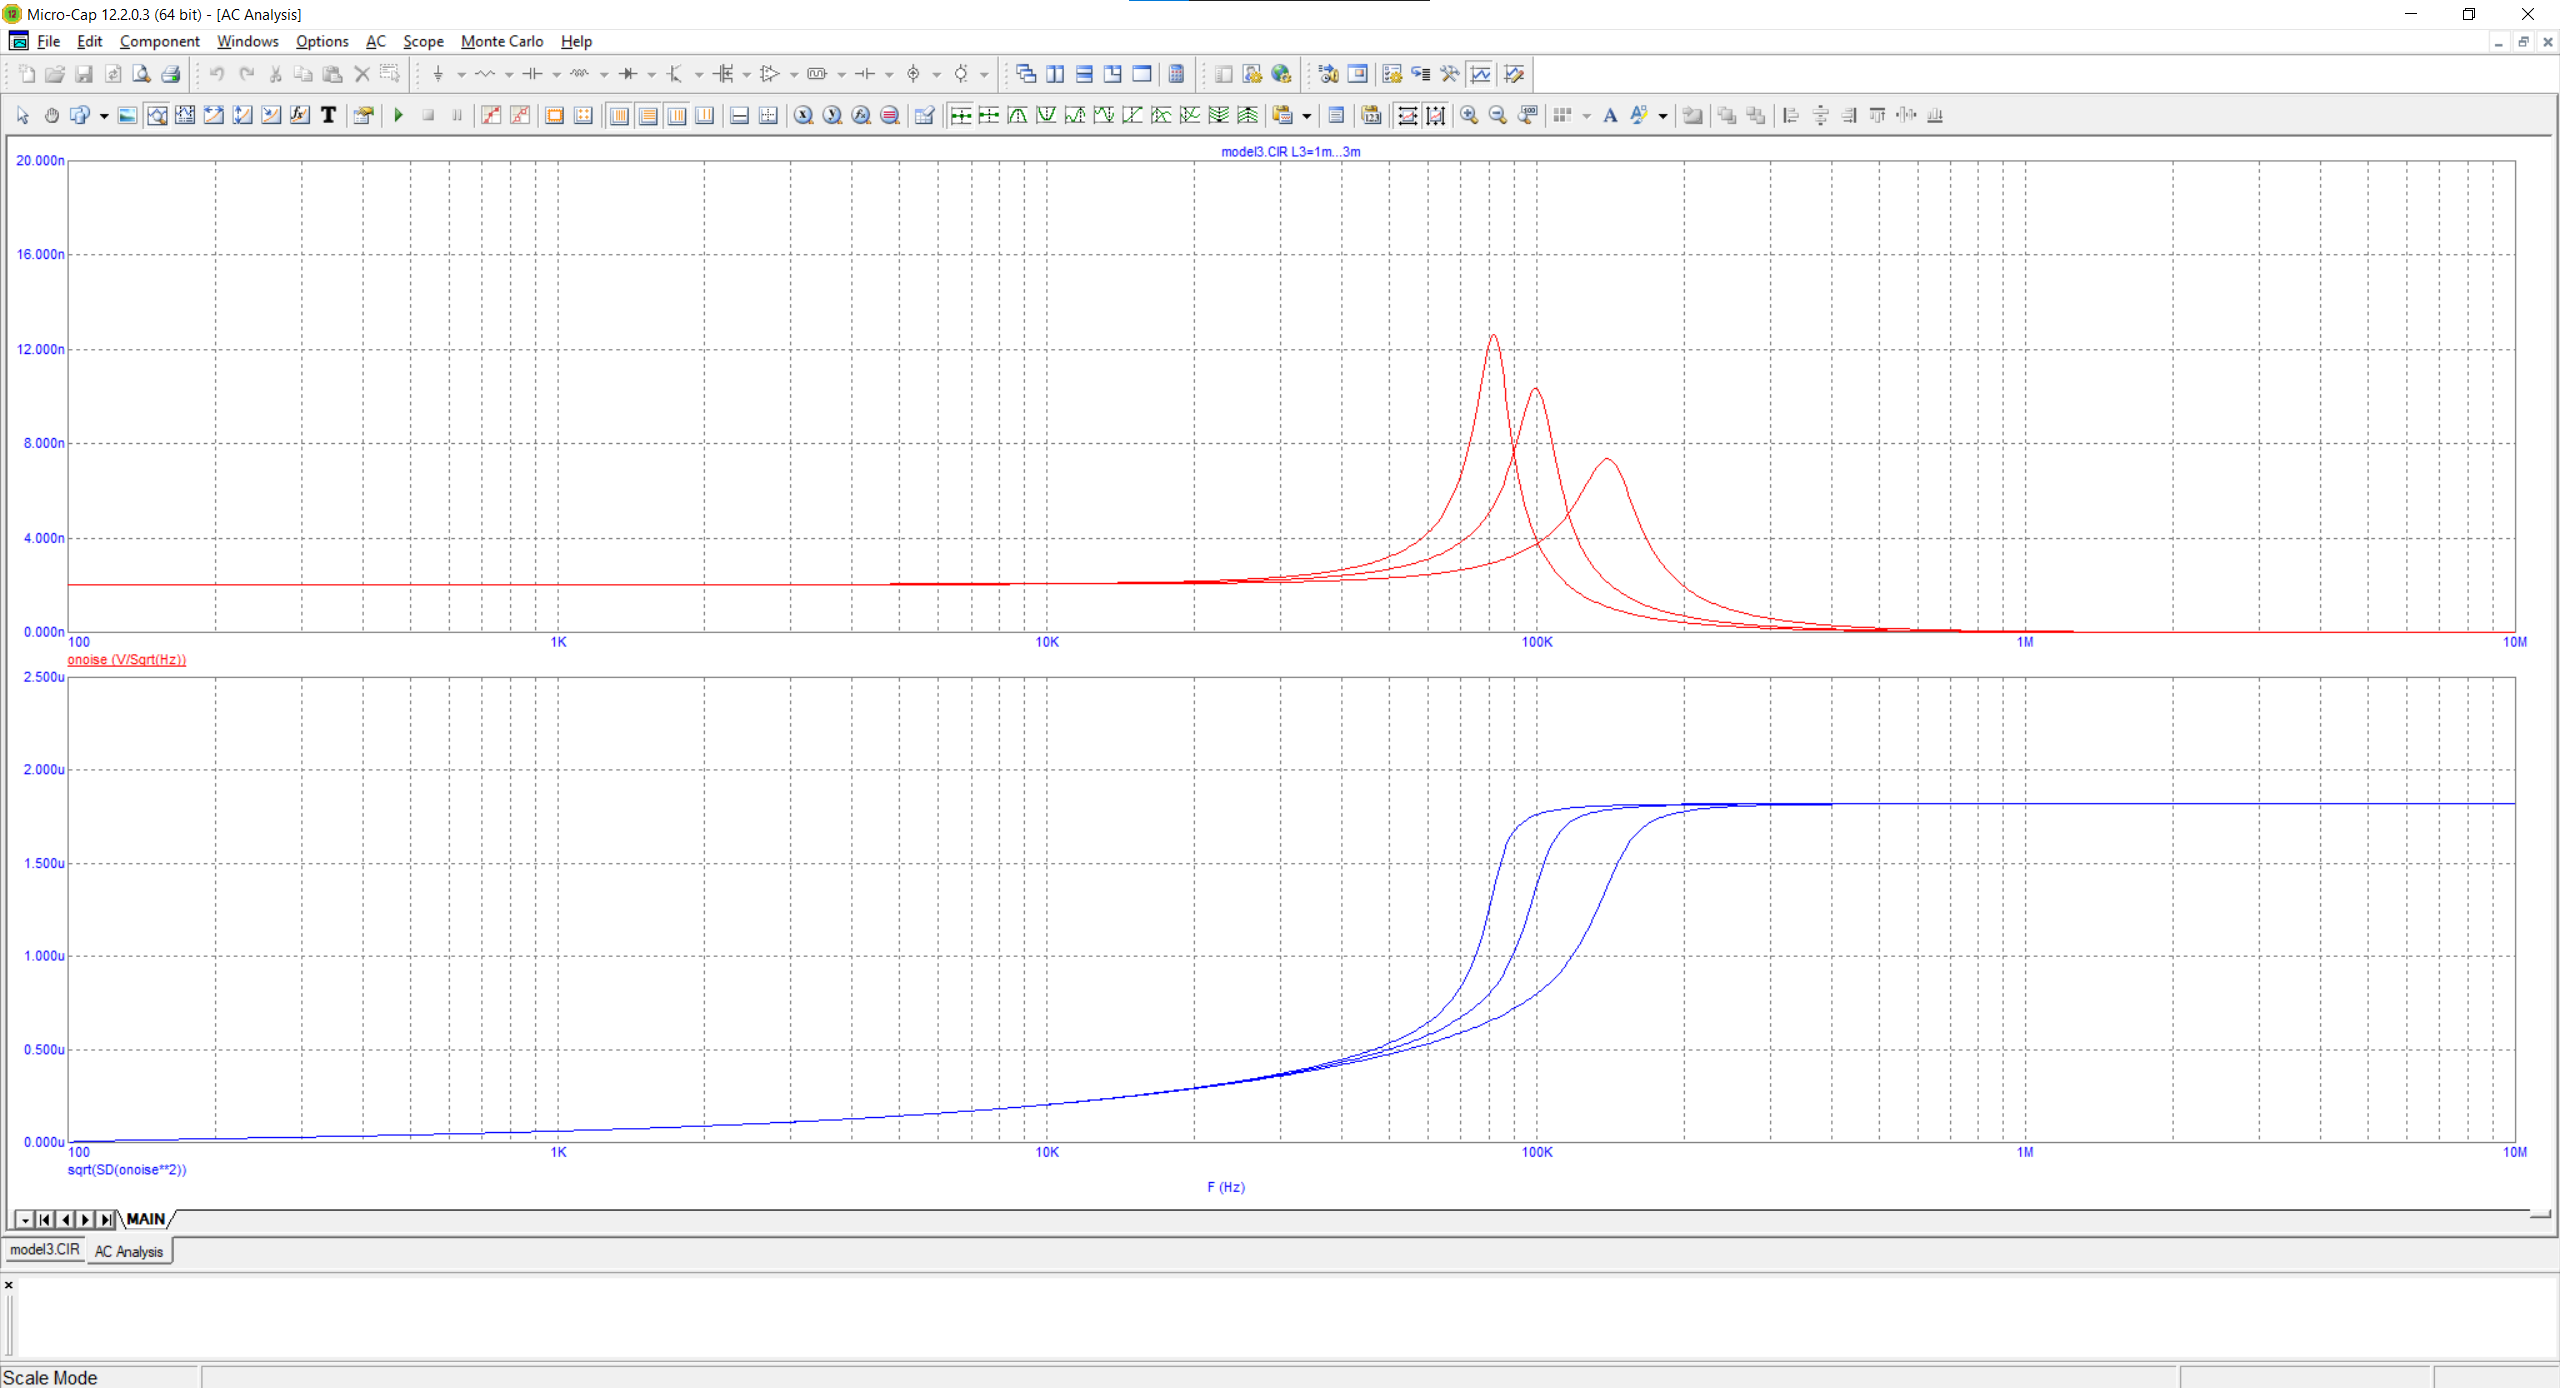 Micro-Cap 12.2.0.3 (64 bit) - [AC Analysis]
File Edit Component Windows Options AC Scope Monte Carlo Help
model3.CIR L3=1m...3m
20.000n
16.000n
12.000n
8.000n
4.000n
0.000n
100 1K 10K 100K 1M 10M
onoise (V/Sqrt(Hz))
2.500u
2.000u
1.500u
1.000u
0.500u
0.000u
100 1K 10K 100K 1M 10M
sqrt(SD(onoise**2))
F (Hz)
MAIN
model3.CIR AC Analysis
Scale Mode